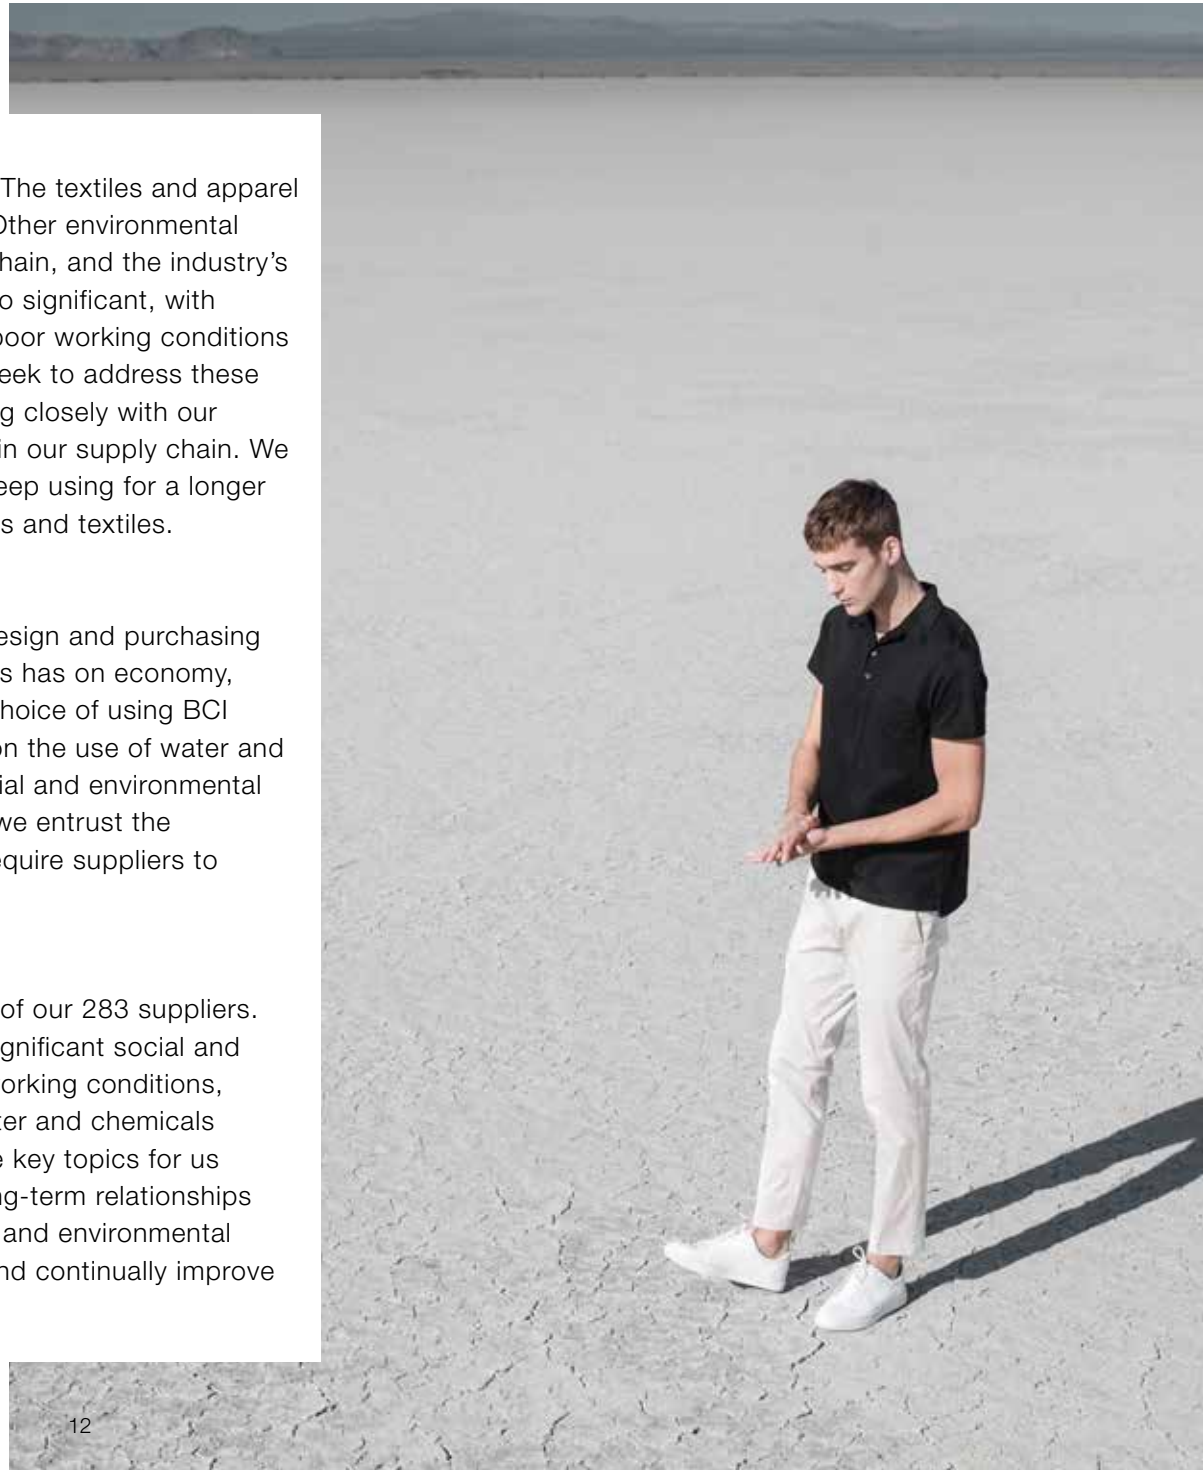 The textiles and apparel
Other environmental
hain, and the industry’s
o significant, with
poor working conditions
eek to address these
g closely with our
in our supply chain. We
eep using for a longer
s and textiles.
esign and purchasing
s has on economy,
hoice of using BCI
on the use of water and
ial and environmental
we entrust the
equire suppliers to
of our 283 suppliers.
gnificant social and
orking conditions,
ter and chemicals
e key topics for us
ng-term relationships
and environmental
nd continually improve
12